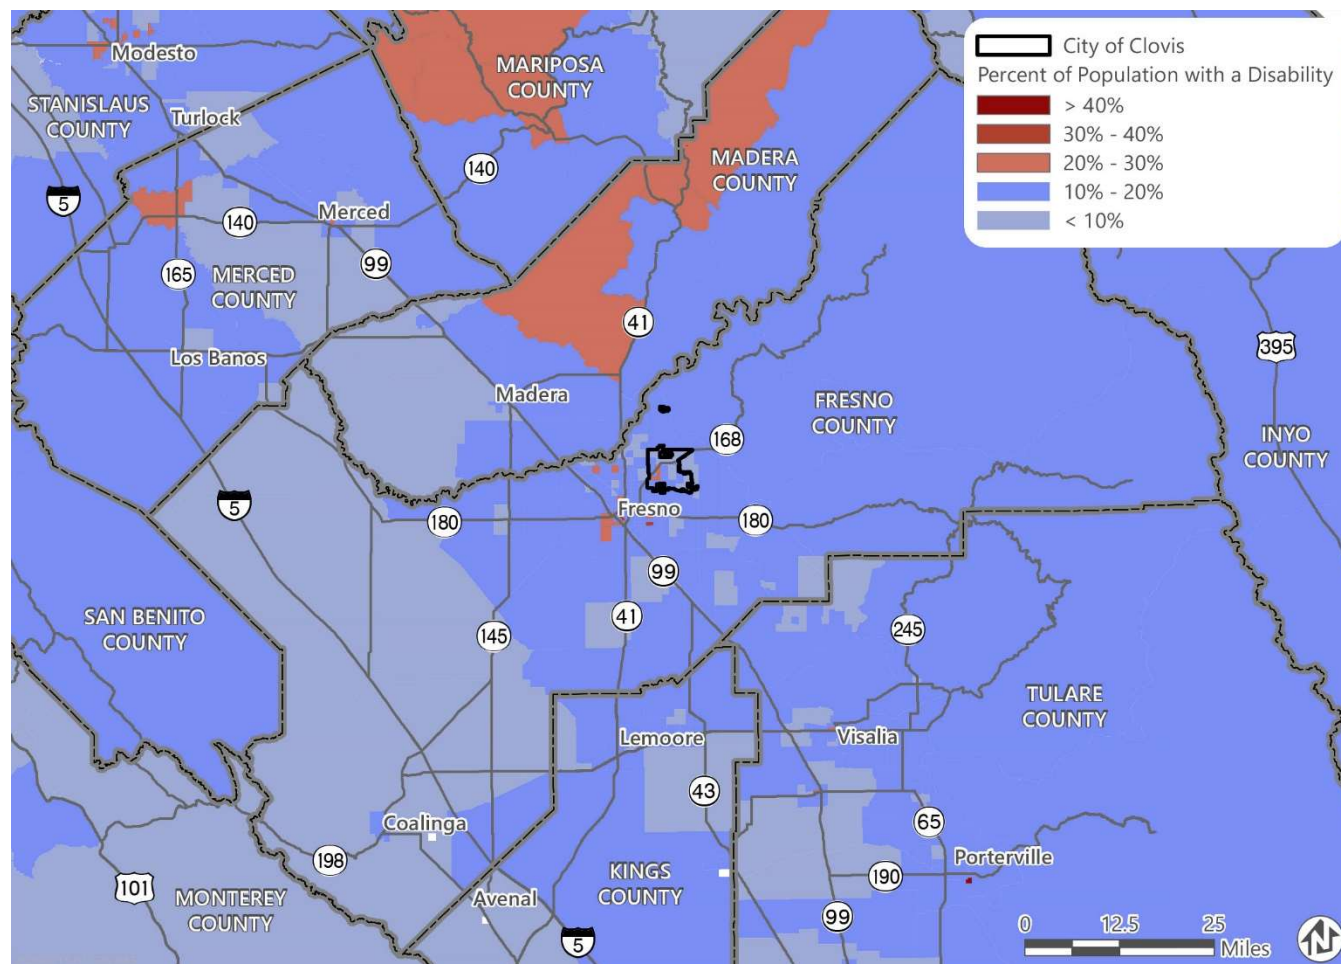 City of Clovis
Percent of Population with a Disability
> 40%
30% - 40%
20% - 30%
10% - 20%
< 10%
Modesto
MARIPOSA
COUNTY
STANISLAUS
COUNTY
Turlock
140
MADERA
COUNTY
5
Merced
140
99
165
MERCED
COUNTY
41
395
Los Banos
Madera
FRESNO
COUNTY
168
INYO
COUNTY
5
Fresno
180
180
99
SAN BENITO
COUNTY
41
245
145
TULARE
COUNTY
Lemoore
Visalia
43
Coalinga
65
198
Porterville
KINGS
COUNTY
190
101
MONTEREY
COUNTY
Avenal
99
5
0 12.5 25
Miles
N